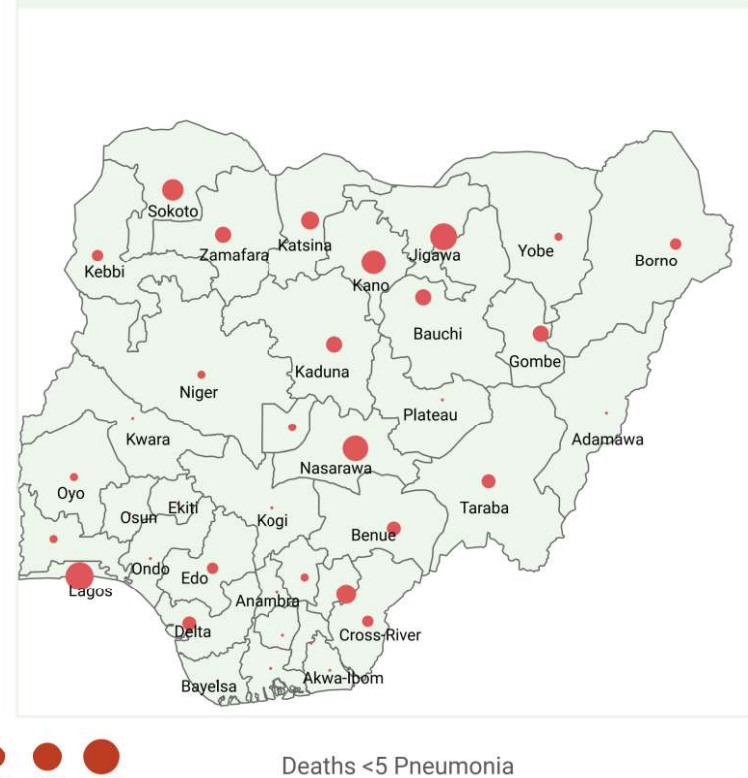 Sokoto
Zamafara
Katsina
Jigawa
Yobe
Borno
Kebbi
Kano
Bauchi
Gombe
Kaduna
Niger
Plateau
Adamawa
Kwara
Nasarawa
Oyo
Osun
Ekiti
Kogi
Benue
Taraba
Ondo
Edo
Lagos
Anambra
Delta
Cross-River
Bayelsa
Akwa-Ibom
Deaths <5 Pneumonia